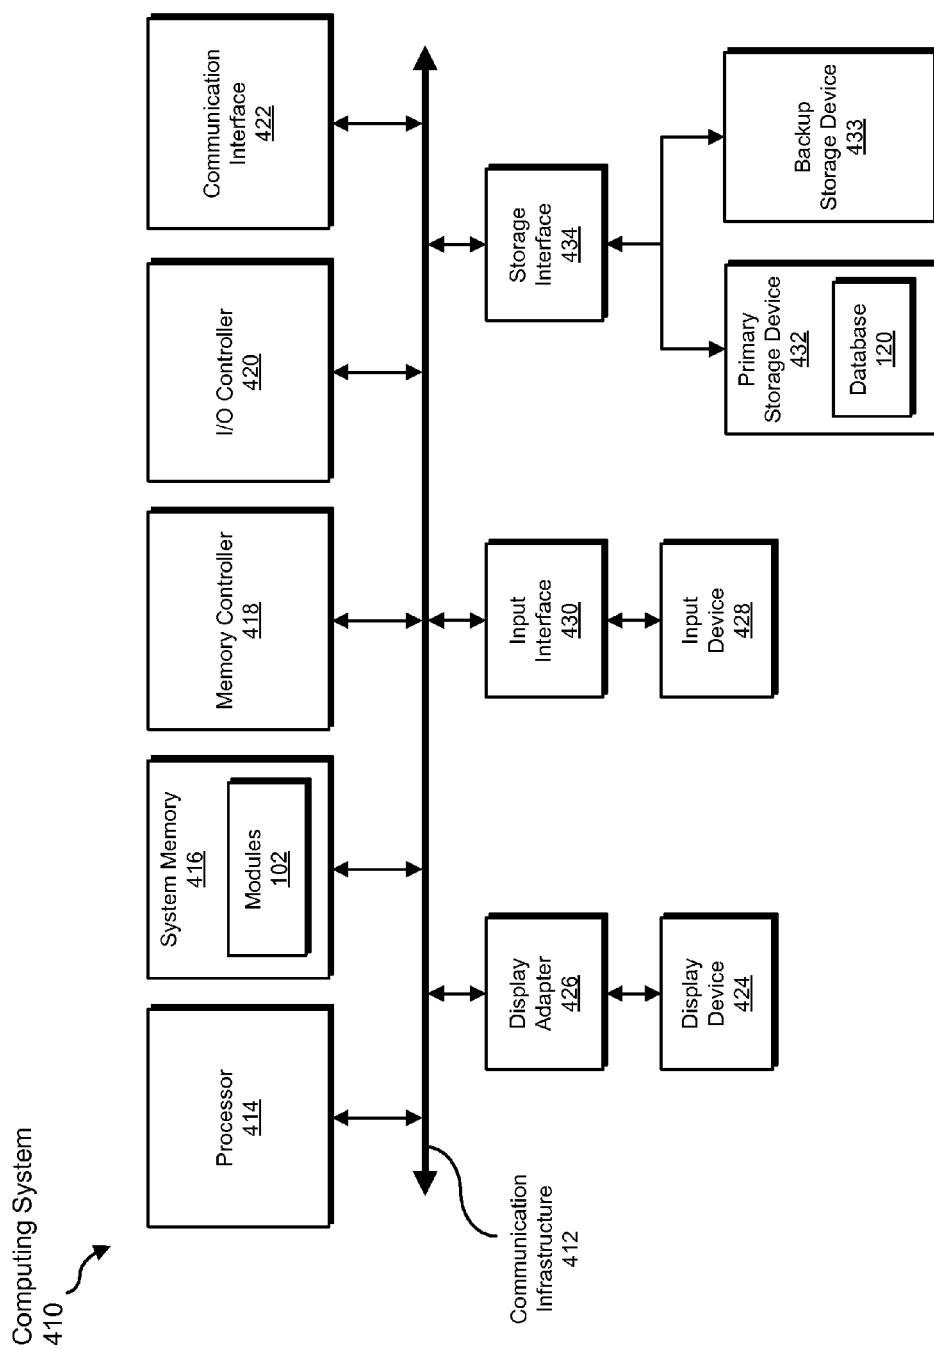 Computing System
410
Processor
414
System Memory
416
Modules
102
Memory Controller
418
I/O Controller
420
Communication
Interface
422
Communication
Infrastructure
412
Display
Adapter
426
Input
Interface
430
Storage
Interface
434
Display
Device
424
Input
Device
428
Primary
Storage Device
432
Database
120
Backup
Storage Device
433